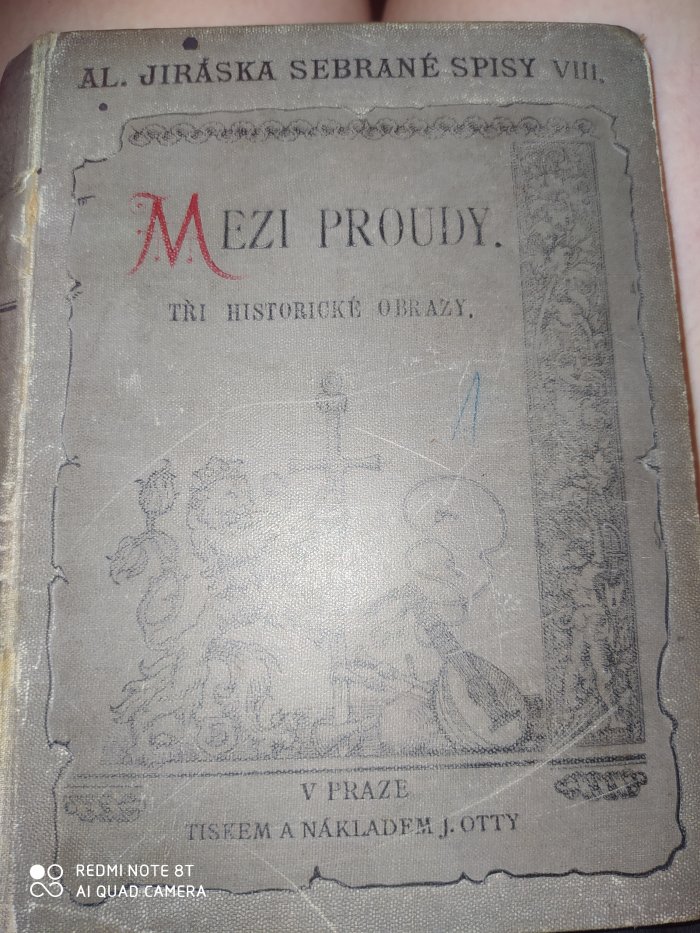 AL. JIRÁSKA SEBRANÉ SPISY VIII.
MEZI PROUDY.
TŘI HISTORICKÉ OBRAZY.
1
V PRAZE
TISKEM A NÁKLADEM J. OTTY
REDMI NOTE 8T
AI QUAD CAMERA